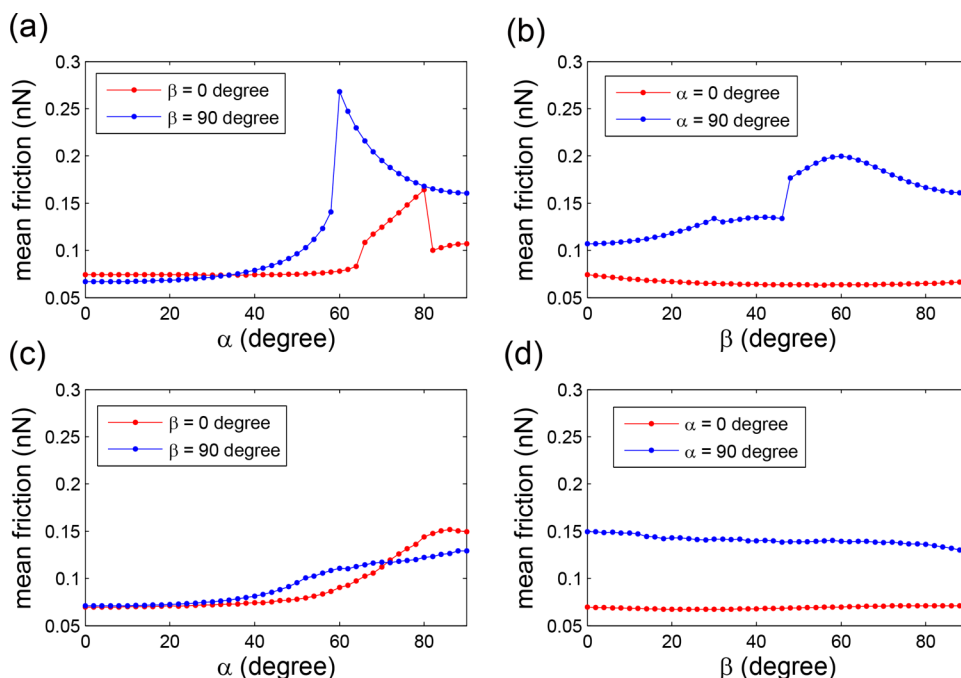 (a)
mean friction (nN)
0.3
0.25
0.2
0.15
0.1
0.05
β = 0 degree
β = 90 degree
0 20 40 60 80
α (degree)
(b)
mean friction (nN)
0.3
0.25
0.2
0.15
0.1
0.05
α = 0 degree
α = 90 degree
0 20 40 60 80
β (degree)
(c)
mean friction (nN)
0.3
0.25
0.2
0.15
0.1
0.05
β = 0 degree
β = 90 degree
0 20 40 60 80
α (degree)
(d)
mean friction (nN)
0.3
0.25
0.2
0.15
0.1
0.05
α = 0 degree
α = 90 degree
0 20 40 60 80
β (degree)